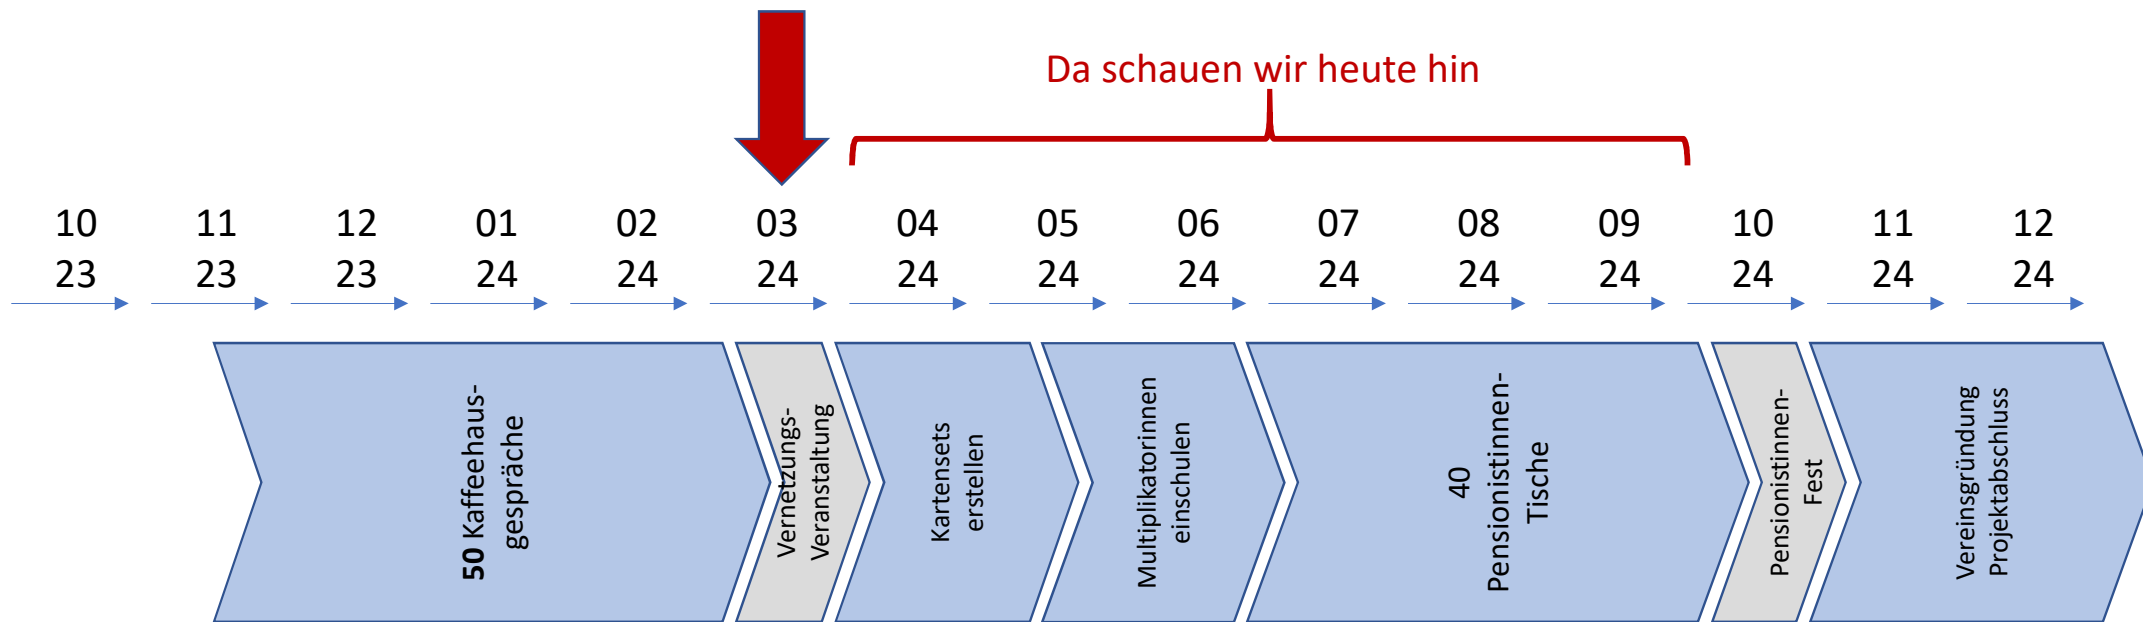 Da schauen wir heute hin
10 11 12 01 02 03 04 05 06 07 08 09 10 11 12
23 23 23 24 24 24 24 24 24 24 24 24 24 24 24
50 Kaffeehaus-
gespräche
Vernetzungs-
Veranstaltung
Kartensets
erstellen
Multiplikatorinnen
einschulen
40
Pensionistinnen-
Tische
Pensionistinnen-
Fest
Vereinsgründung
Projektabschluss